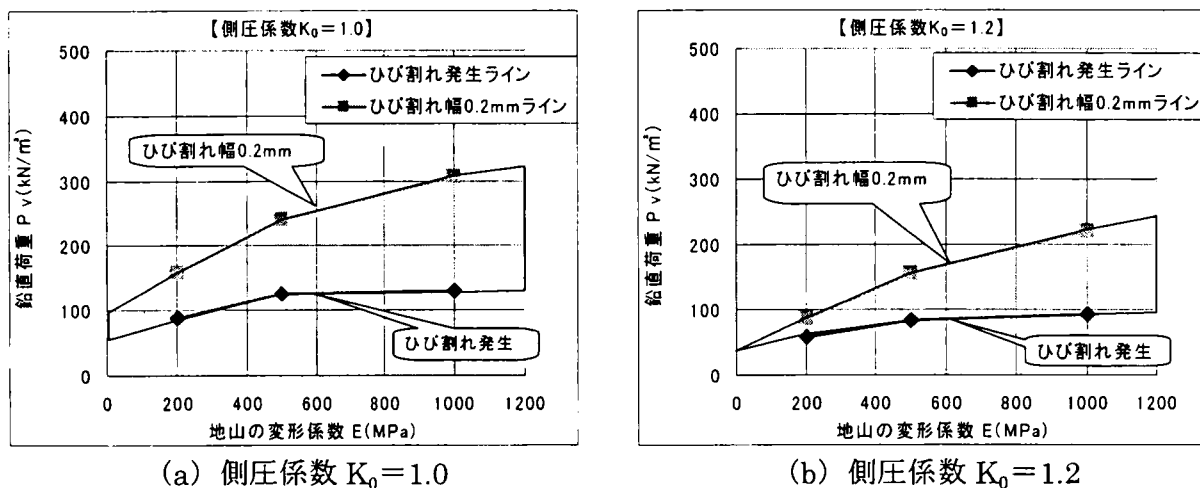 【側圧係数K₀=1.0】
500
400
300
200
100
0
鉛直荷重 Pv(kN/㎡)
ひび割れ発生ライン
ひび割れ幅0.2mmライン
ひび割れ幅0.2mm
ひび割れ発生
0 200 400 600 800 1000 1200
地山の変形係数 E(MPa)
(a) 側圧係数 K₀=1.0
【側圧係数K₀=1.2】
500
400
300
200
100
0
鉛直荷重 Pv(kN/㎡)
ひび割れ発生ライン
ひび割れ幅0.2mmライン
ひび割れ幅0.2mm
ひび割れ発生
0 200 400 600 800 1000 1200
地山の変形係数 E(MPa)
(b) 側圧係数 K₀=1.2